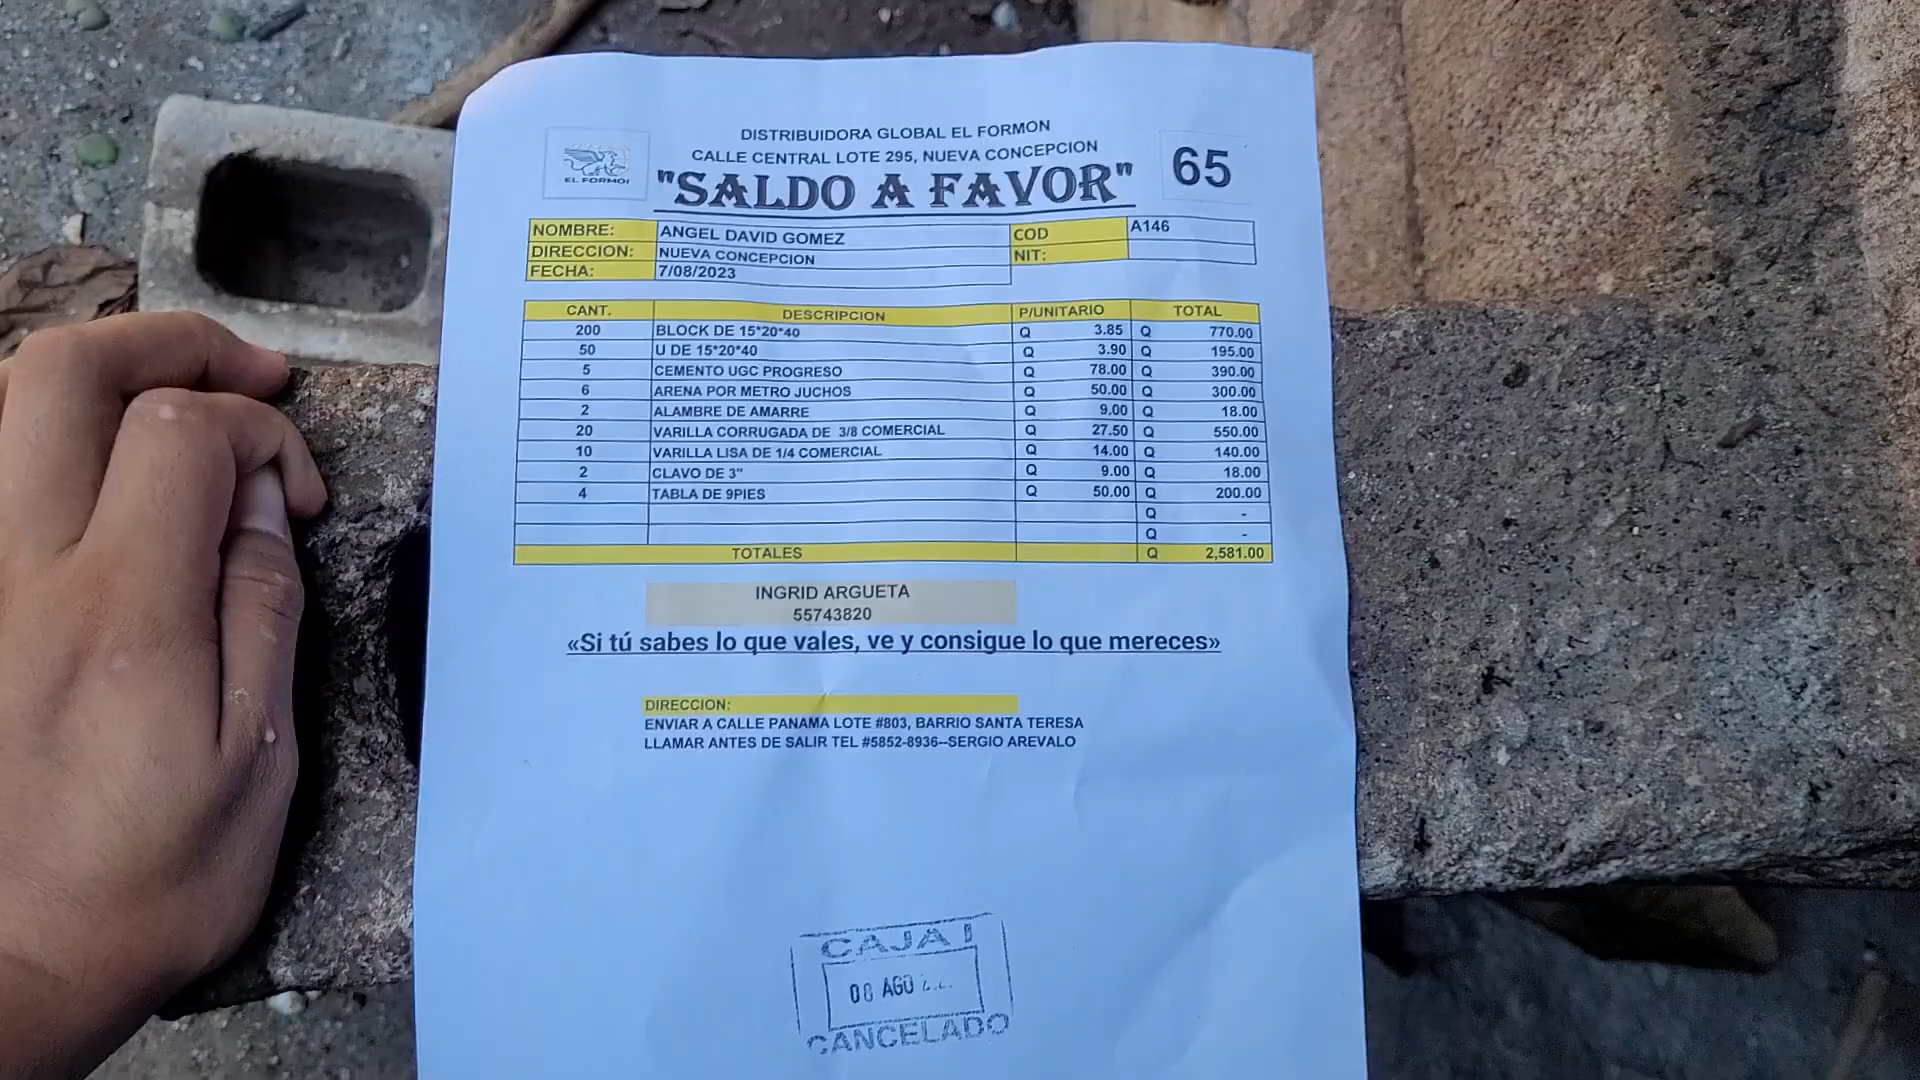 DISTRIBUIDORA GLOBAL EL FORMON
CALLE CENTRAL LOTE 295, NUEVA CONCEPCION
EL FORMO
"SALDO A FAVOR"
65
NOMBRE: ANGEL DAVID GOMEZ COD A146
DIRECCION: NUEVA CONCEPCION NIT:
FECHA: 7/08/2023
CANT. DESCRIPCION P/UNITARIO TOTAL
200 BLOCK DE 15*20*40 Q 3.85 Q 770.00
50 U DE 15*20*40 Q 3.90 Q 195.00
5 CEMENTO UGC PROGRESO Q 78.00 Q 390.00
6 ARENA POR METRO JUCHOS Q 50.00 Q 300.00
2 ALAMBRE DE AMARRE Q 9.00 Q 18.00
20 VARILLA CORRUGADA DE 3/8 COMERCIAL Q 27.50 Q 550.00
10 VARILLA LISA DE 1/4 COMERCIAL Q 14.00 Q 140.00
2 CLAVO DE 3" Q 9.00 Q 18.00
4 TABLA DE 9PIES Q 50.00 Q 200.00
Q -
Q -
TOTALES Q 2,581.00
INGRID ARGUETA
55743820
«Si tú sabes lo que vales, ve y consigue lo que mereces»
DIRECCION:
ENVIAR A CALLE PANAMA LOTE #803, BARRIO SANTA TERESA
LLAMAR ANTES DE SALIR TEL #5852-8936--SERGIO AREVALO
CAJA 1
08 AGO
CANCELADO